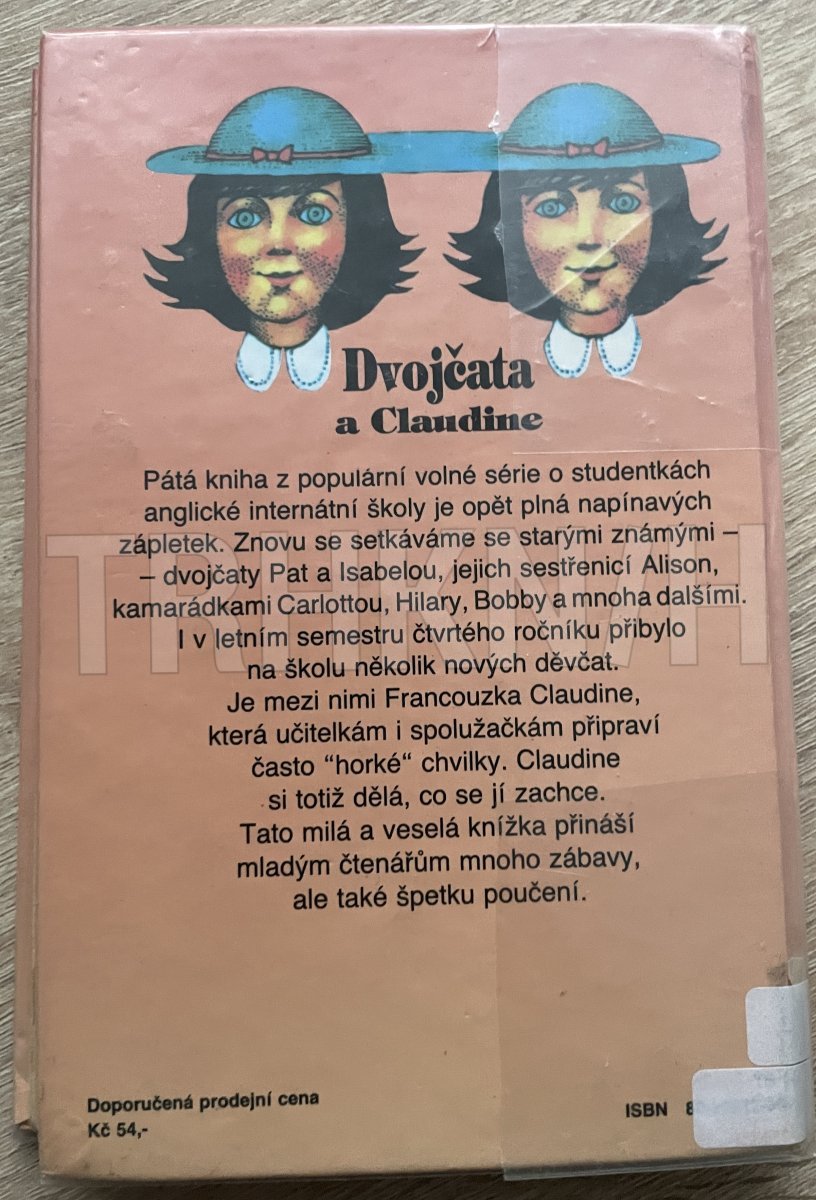 Dvojčata
a Claudine
Pátá kniha z populární volné série o studentkách
anglické internátní školy je opět plná napínavých
zápletek. Znovu se setkáváme se starými známými –
– dvojčaty Pat a Isabelou, jejich sestřenicí Alison,
kamarádkami Carlottou, Hilary, Bobby a mnoha dalšími.
I v letním semestru čtvrtého ročníku přibylo
na školu několik nových děvčat.
Je mezi nimi Francouzka Claudine,
která učitelkám i spolužačkám připraví
často “horké“ chvilky. Claudine
si totiž dělá, co se jí zachce.
Tato milá a veselá knížka přináší
mladým čtenářům mnoho zábavy,
ale také špetku poučení.
TRHKNIH
Doporučená prodejní cena
Kč 54,-
ISBN